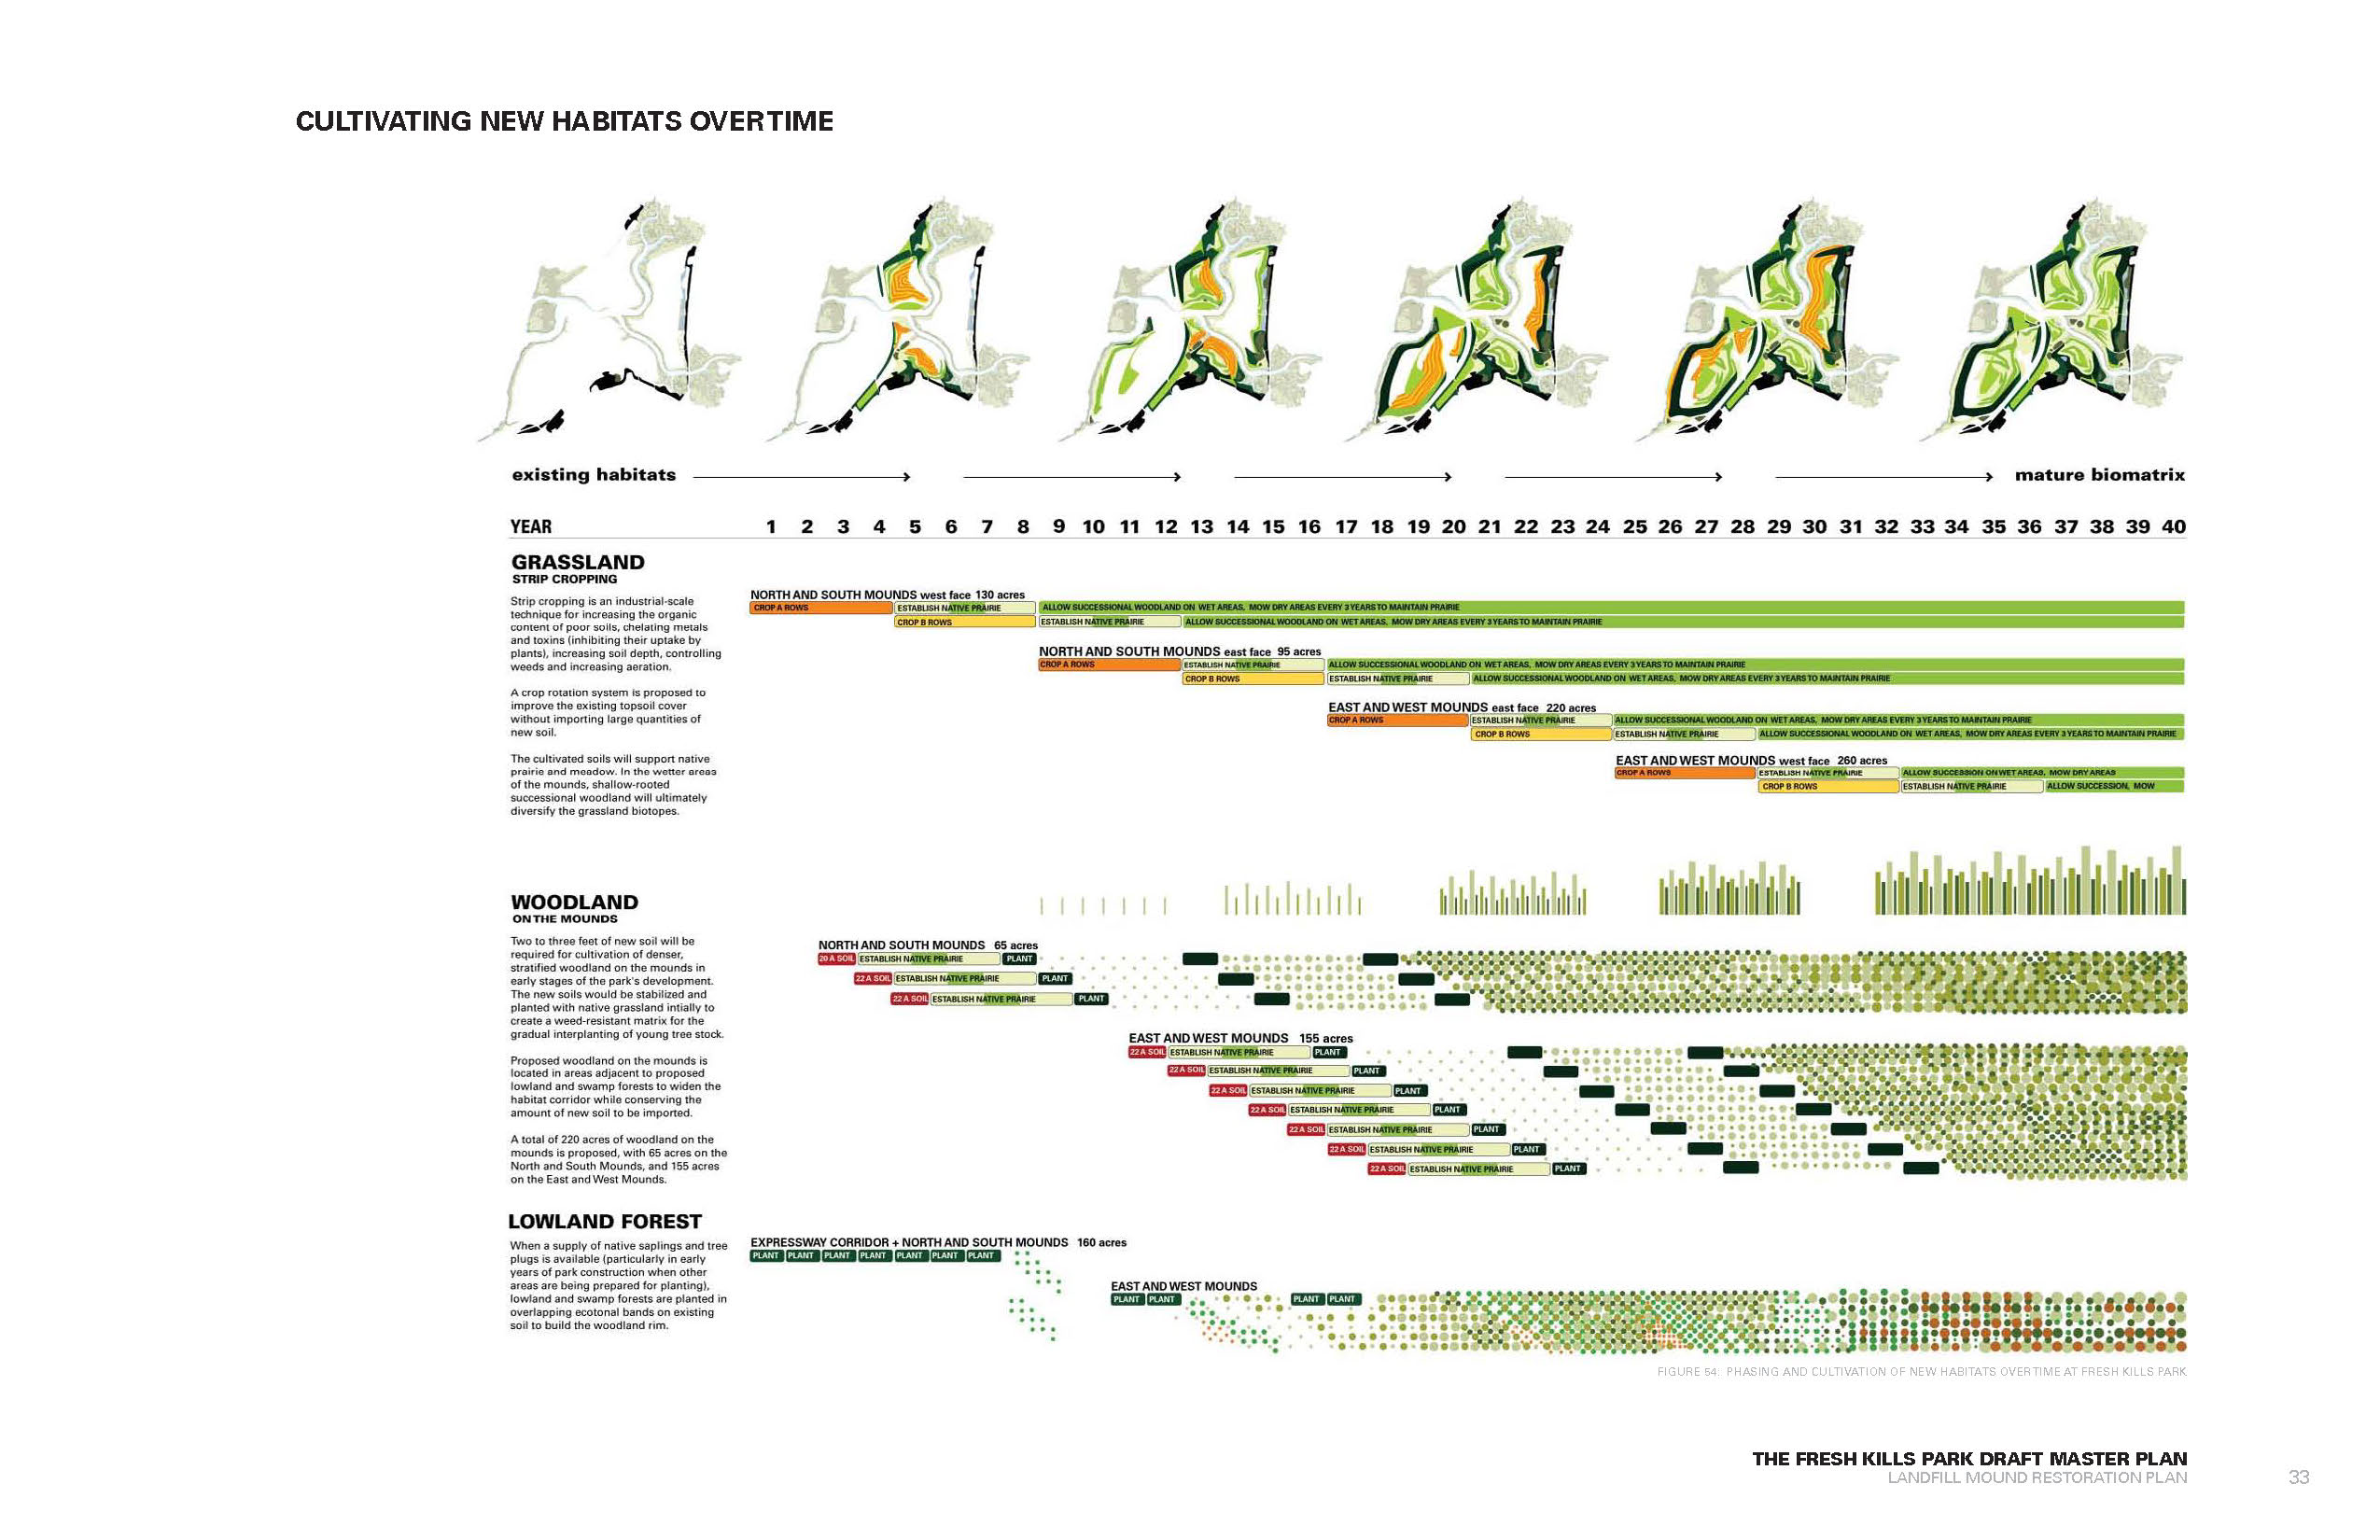 CULTIVATING NEW HABITATS OVER TIME
existing habitats
mature biomatrix
YEAR 1 2 3 4 5 6 7 8 9 10 11 12 13 14 15 16 17 18 19 20 21 22 23 24 25 26 27 28 29 30 31 32 33 34 35 36 37 38 39 40
GRASSLAND
STRIP CROPPING
Strip cropping is an industrial-scale
technique for increasing the organic
content of poor soils, chelating metals
and toxins (inhibiting their uptake by
plants), increasing soil depth, controlling
weeds and increasing aeration.
A crop rotation system is proposed to
improve the existing topsoil cover
without importing large quantities of
new soil.
The cultivated soils will support native
prairie and meadow. In the wetter areas
of the mounds, shallow-rooted
successional woodland will ultimately
diversify the grassland biotopes.
NORTH AND SOUTH MOUNDS west face 130 acres
CROP A ROWS ESTABLISH NATIVE PRAIRIE ALLOW SUCCESSIONAL WOODLAND ON WET AREAS, MOW DRY AREAS EVERY 3 YEARS TO MAINTAIN PRAIRIE
CROP B ROWS ESTABLISH NATIVE PRAIRIE ALLOW SUCCESSIONAL WOODLAND ON WET AREAS, MOW DRY AREAS EVERY 3 YEARS TO MAINTAIN PRAIRIE
NORTH AND SOUTH MOUNDS east face 95 acres
CROP A ROWS ESTABLISH NATIVE PRAIRIE ALLOW SUCCESSIONAL WOODLAND ON WET AREAS, MOW DRY AREAS EVERY 3 YEARS TO MAINTAIN PRAIRIE
CROP B ROWS ESTABLISH NATIVE PRAIRIE ALLOW SUCCESSIONAL WOODLAND ON WET AREAS, MOW DRY AREAS EVERY 3 YEARS TO MAINTAIN PRAIRIE
EAST AND WEST MOUNDS east face 220 acres
CROP A ROWS ESTABLISH NATIVE PRAIRIE ALLOW SUCCESSIONAL WOODLAND ON WET AREAS, MOW DRY AREAS EVERY 3 YEARS TO MAINTAIN PRAIRIE
CROP B ROWS ESTABLISH NATIVE PRAIRIE ALLOW SUCCESSIONAL WOODLAND ON WET AREAS, MOW DRY AREAS EVERY 3 YEARS TO MAINTAIN PRAIRIE
EAST AND WEST MOUNDS west face 260 acres
CROP A ROWS ESTABLISH NATIVE PRAIRIE ALLOW SUCCESSION ON WET AREAS, MOW DRY AREAS
CROP B ROWS ESTABLISH NATIVE PRAIRIE ALLOW SUCCESSION, MOW
WOODLAND
ON THE MOUNDS
Two to three feet of new soil will be
required for cultivation of denser,
stratified woodland on the mounds in
early stages of the park's development.
The new soils would be stabilized and
planted with native grassland intially to
create a weed-resistant matrix for the
gradual interplanting of young tree stock.
Proposed woodland on the mounds is
located in areas adjacent to proposed
lowland and swamp forests to widen the
habitat corridor while conserving the
amount of new soil to be imported.
A total of 220 acres of woodland on the
mounds is proposed, with 65 acres on the
North and South Mounds, and 155 acres
on the East and West Mounds.
NORTH AND SOUTH MOUNDS 65 acres
20 A SOIL ESTABLISH NATIVE PRAIRIE PLANT
22 A SOIL ESTABLISH NATIVE PRAIRIE PLANT
22 A SOIL ESTABLISH NATIVE PRAIRIE PLANT
EAST AND WEST MOUNDS 155 acres
22 A SOIL ESTABLISH NATIVE PRAIRIE PLANT
22 A SOIL ESTABLISH NATIVE PRAIRIE PLANT
22 A SOIL ESTABLISH NATIVE PRAIRIE PLANT
22 A SOIL ESTABLISH NATIVE PRAIRIE PLANT
22 A SOIL ESTABLISH NATIVE PRAIRIE PLANT
22 A SOIL ESTABLISH NATIVE PRAIRIE PLANT
22 A SOIL ESTABLISH NATIVE PRAIRIE PLANT
LOWLAND FOREST
When a supply of native saplings and tree
plugs is available (particularly in early
years of park construction when other
areas are being prepared for planting),
lowland and swamp forests are planted in
overlapping ecotonal bands on existing
soil to build the woodland rim.
EXPRESSWAY CORRIDOR + NORTH AND SOUTH MOUNDS 160 acres
PLANT PLANT PLANT PLANT PLANT PLANT PLANT
EAST AND WEST MOUNDS
PLANT PLANT PLANT PLANT
FIGURE 54: PHASING AND CULTIVATION OF NEW HABITATS OVER TIME AT FRESH KILLS PARK
THE FRESH KILLS PARK DRAFT MASTER PLAN
LANDFILL MOUND RESTORATION PLAN
33